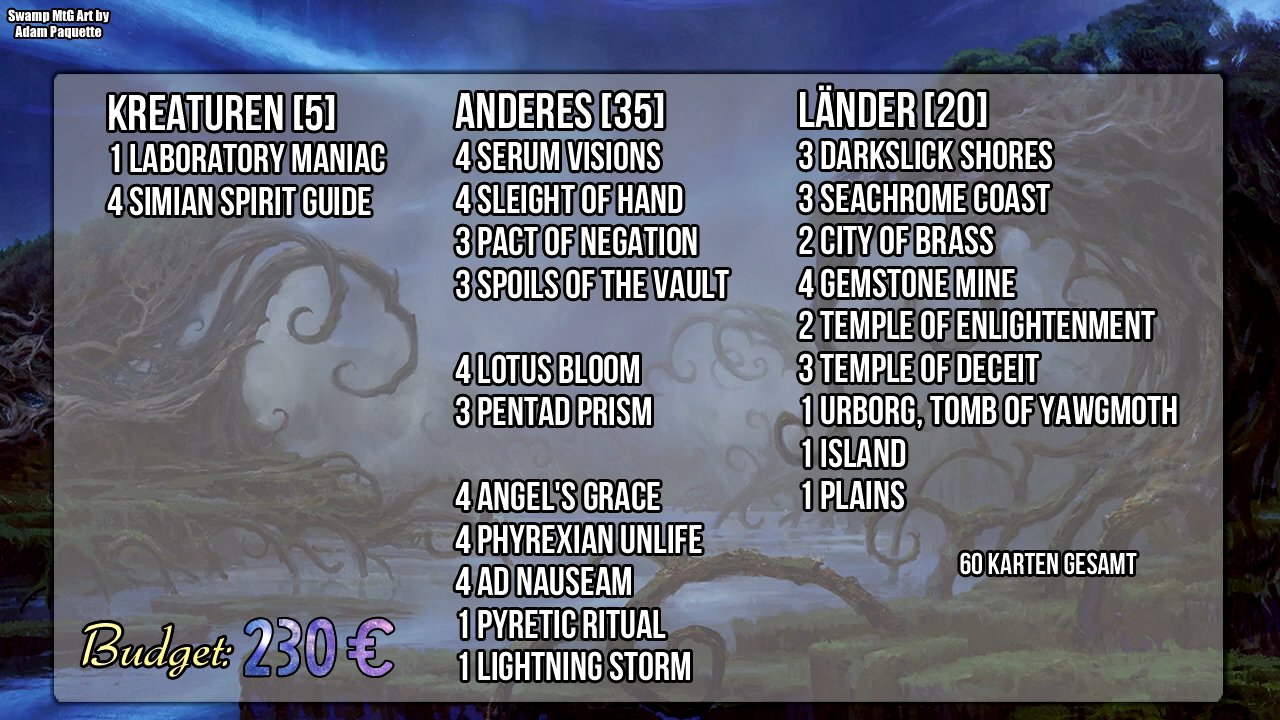 Swamp MtG Art by
Adam Paquette
KREATUREN [5]
1 LABORATORY MANIAC
4 SIMIAN SPIRIT GUIDE
ANDERES [35]
4 SERUM VISIONS
4 SLEIGHT OF HAND
3 PACT OF NEGATION
3 SPOILS OF THE VAULT
4 LOTUS BLOOM
3 PENTAD PRISM
4 ANGEL'S GRACE
4 PHYREXIAN UNLIFE
4 AD NAUSEAM
1 PYRETIC RITUAL
1 LIGHTNING STORM
LÄNDER [20]
3 DARKSLICK SHORES
3 SEACHROME COAST
2 CITY OF BRASS
4 GEMSTONE MINE
2 TEMPLE OF ENLIGHTENMENT
3 TEMPLE OF DECEIT
1 URBORG, TOMB OF YAWGMOTH
1 ISLAND
1 PLAINS
60 KARTEN GESAMT
Budget: 230 €